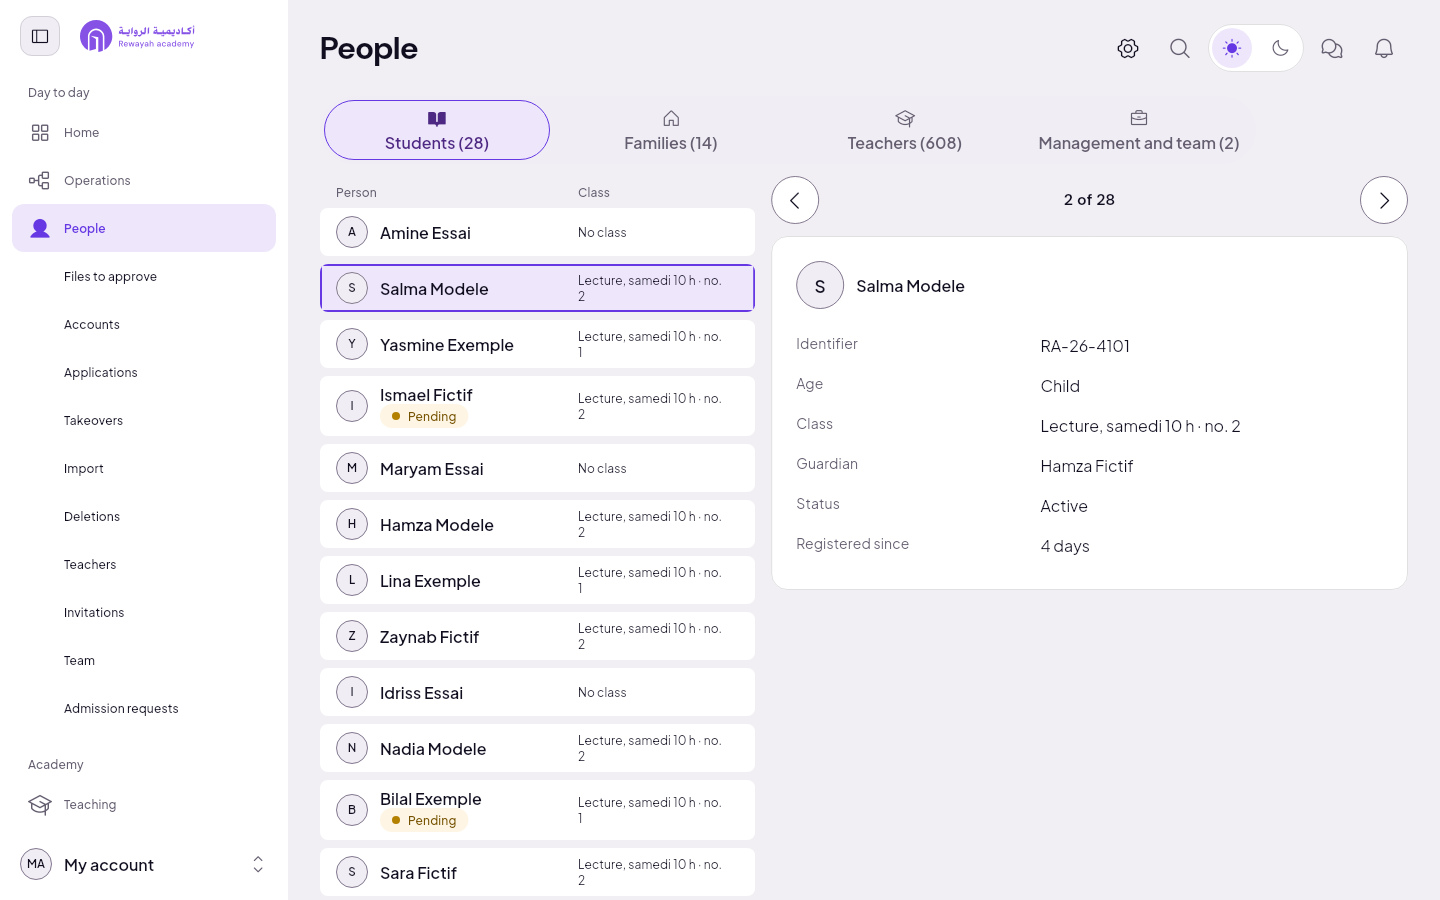 أكاديمية الرواية
Rewayah academy
People
Day to day
Home
Operations
People
Files to approve
Accounts
Applications
Takeovers
Import
Deletions
Teachers
Invitations
Team
Admission requests
Academy
Teaching
MA
My account
Students (28)
Families (14)
Teachers (608)
Management and team (2)
Person
Class
A
Amine Essai
No class
S
Salma Modele
Lecture, samedi 10 h · no.
2
Y
Yasmine Exemple
Lecture, samedi 10 h · no.
1
I
Ismael Fictif
Pending
Lecture, samedi 10 h · no.
2
M
Maryam Essai
No class
H
Hamza Modele
Lecture, samedi 10 h · no.
2
L
Lina Exemple
Lecture, samedi 10 h · no.
1
Z
Zaynab Fictif
Lecture, samedi 10 h · no.
2
I
Idriss Essai
No class
N
Nadia Modele
Lecture, samedi 10 h · no.
2
B
Bilal Exemple
Pending
Lecture, samedi 10 h · no.
1
S
Sara Fictif
Lecture, samedi 10 h · no.
2
2 of 28
S
Salma Modele
Identifier
RA-26-4101
Age
Child
Class
Lecture, samedi 10 h · no. 2
Guardian
Hamza Fictif
Status
Active
Registered since
4 days